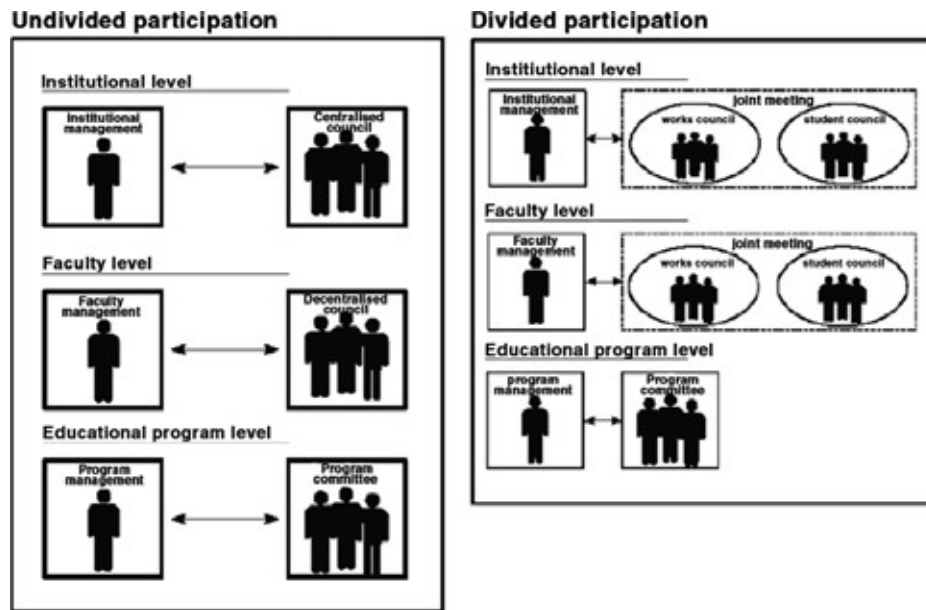 Undivided participation
Institutional level
Institutional
management
Centralised
council
Faculty level
Faculty
management
Decentralised
council
Educational program level
Program
management
Program
committee
Divided participation
Institiutional level
Institutional
management
joint meeting
works council
student council
Faculty level
Faculty
management
joint meeting
works council
student council
Educational program level
program
management
Program
committee